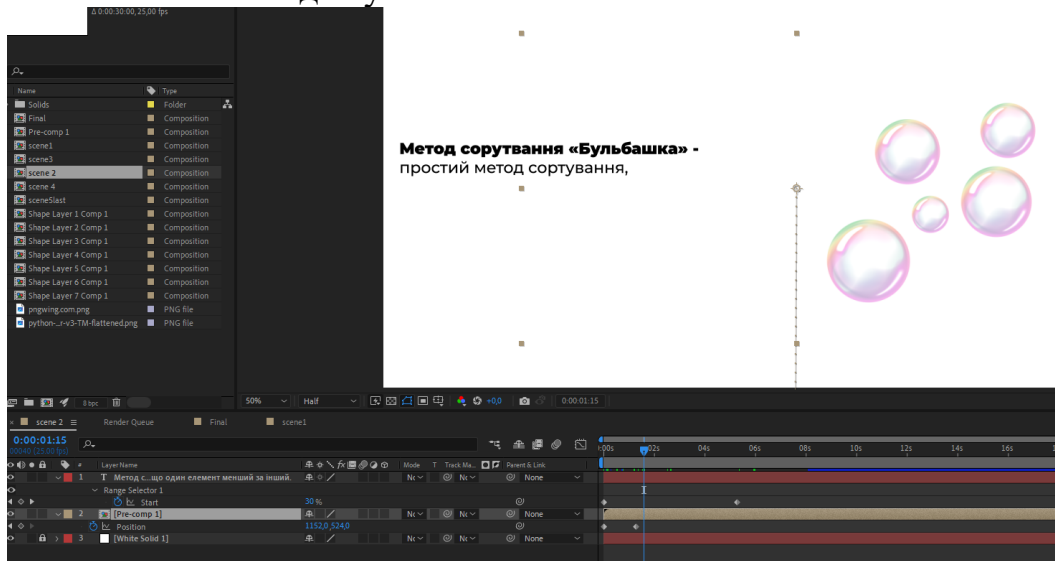 Δ 0:00:30:00, 25,00 fps
Name Type
Solids Folder
Final Composition
Pre-comp 1 Composition
scene1 Composition
scene3 Composition
scene 2 Composition
scene 4 Composition
scene5last Composition
Shape Layer 1 Comp 1 Composition
Shape Layer 2 Comp 1 Composition
Shape Layer 3 Comp 1 Composition
Shape Layer 4 Comp 1 Composition
Shape Layer 5 Comp 1 Composition
Shape Layer 6 Comp 1 Composition
Shape Layer 7 Comp 1 Composition
pngwing.com.png PNG file
python-...r-v3-TM-flattened.png PNG file
Метод сорутвання «Бульбашка» -
простий метод сортування,
8 bpc 50% Half +0,0 0:00:01:15
scene 2 Render Queue Final scene1
0:00:01:15
00040 (25.00 fps)
:00s 02s 04s 06s 08s 10s 12s 14s 16s
# Layer Name fx Mode T Track Ma... Parent & Link
1 T Метод с...що один елемент менший за інший. Nc Nc None
Range Selector 1
Start 30 %
2 [Pre-comp 1] Nc Nc None
Position 1152,0,524,0
3 [White Solid 1] Nc Nc None